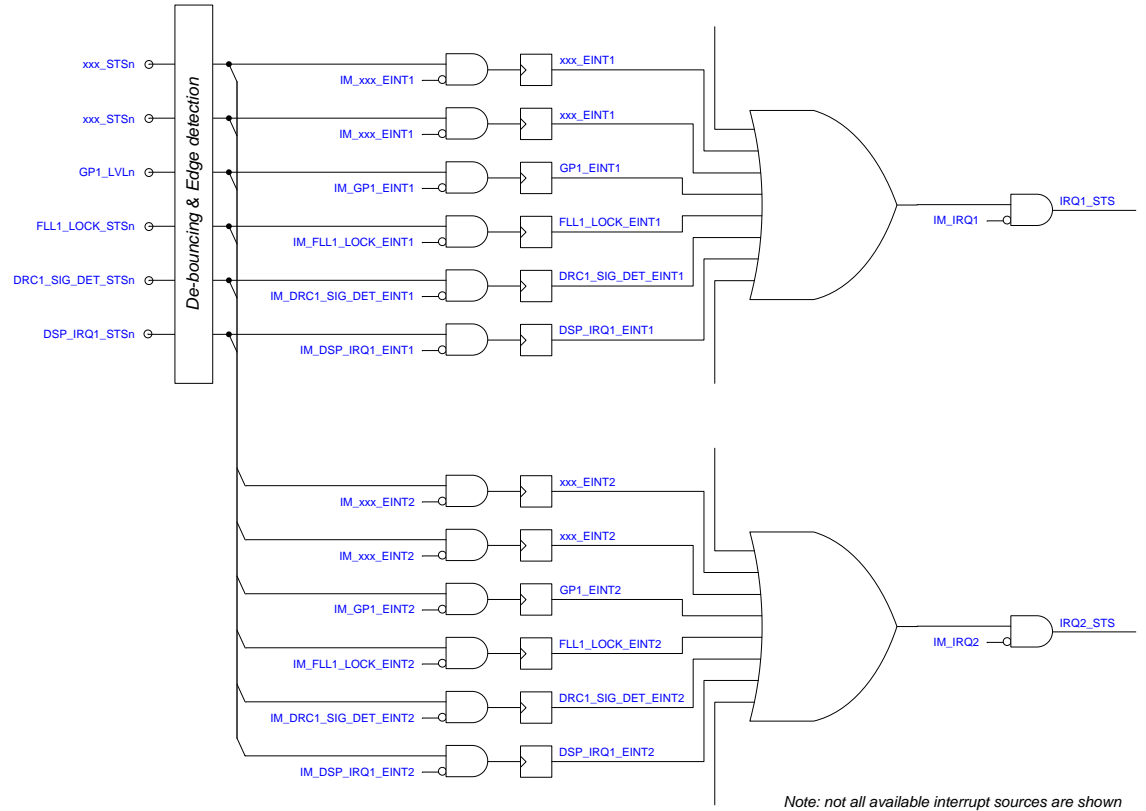 xxx_STSn
xxx_EINT1
IM_xxx_EINT1
xxx_STSn
xxx_EINT1
IM_xxx_EINT1
GP1_LVLn
GP1_EINT1
IM_GP1_EINT1
FLL1_LOCK_STSn
FLL1_LOCK_EINT1
IM_FLL1_LOCK_EINT1
DRC1_SIG_DET_STSn
DRC1_SIG_DET_EINT1
IM_DRC1_SIG_DET_EINT1
DSP_IRQ1_STSn
DSP_IRQ1_EINT1
IM_DSP_IRQ1_EINT1
De-bouncing & Edge detection
IRQ1_STS
IM_IRQ1
xxx_EINT2
IM_xxx_EINT2
xxx_EINT2
IM_xxx_EINT2
GP1_EINT2
IM_GP1_EINT2
FLL1_LOCK_EINT2
IM_FLL1_LOCK_EINT2
DRC1_SIG_DET_EINT2
IM_DRC1_SIG_DET_EINT2
DSP_IRQ1_EINT2
IM_DSP_IRQ1_EINT2
IRQ2_STS
IM_IRQ2
Note: not all available interrupt sources are shown